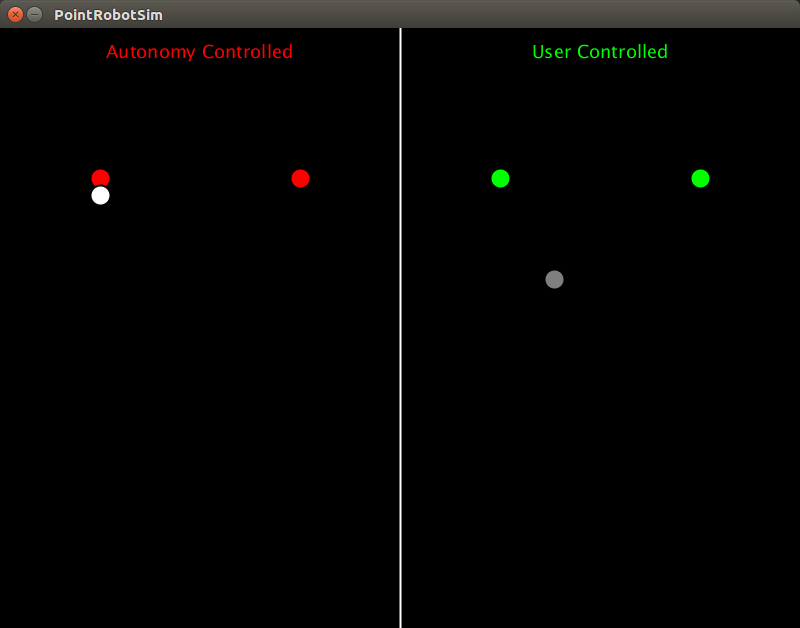 PointRobotSim
Autonomy Controlled
User Controlled